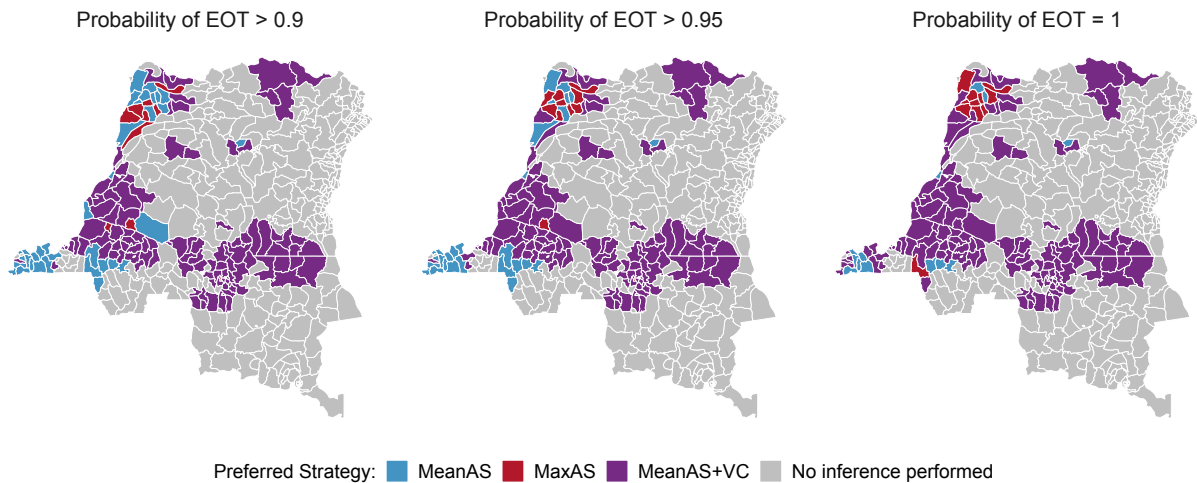 Probability of EOT > 0.9
Probability of EOT > 0.95
Probability of EOT = 1
Preferred Strategy: MeanAS MaxAS MeanAS+VC No inference performed